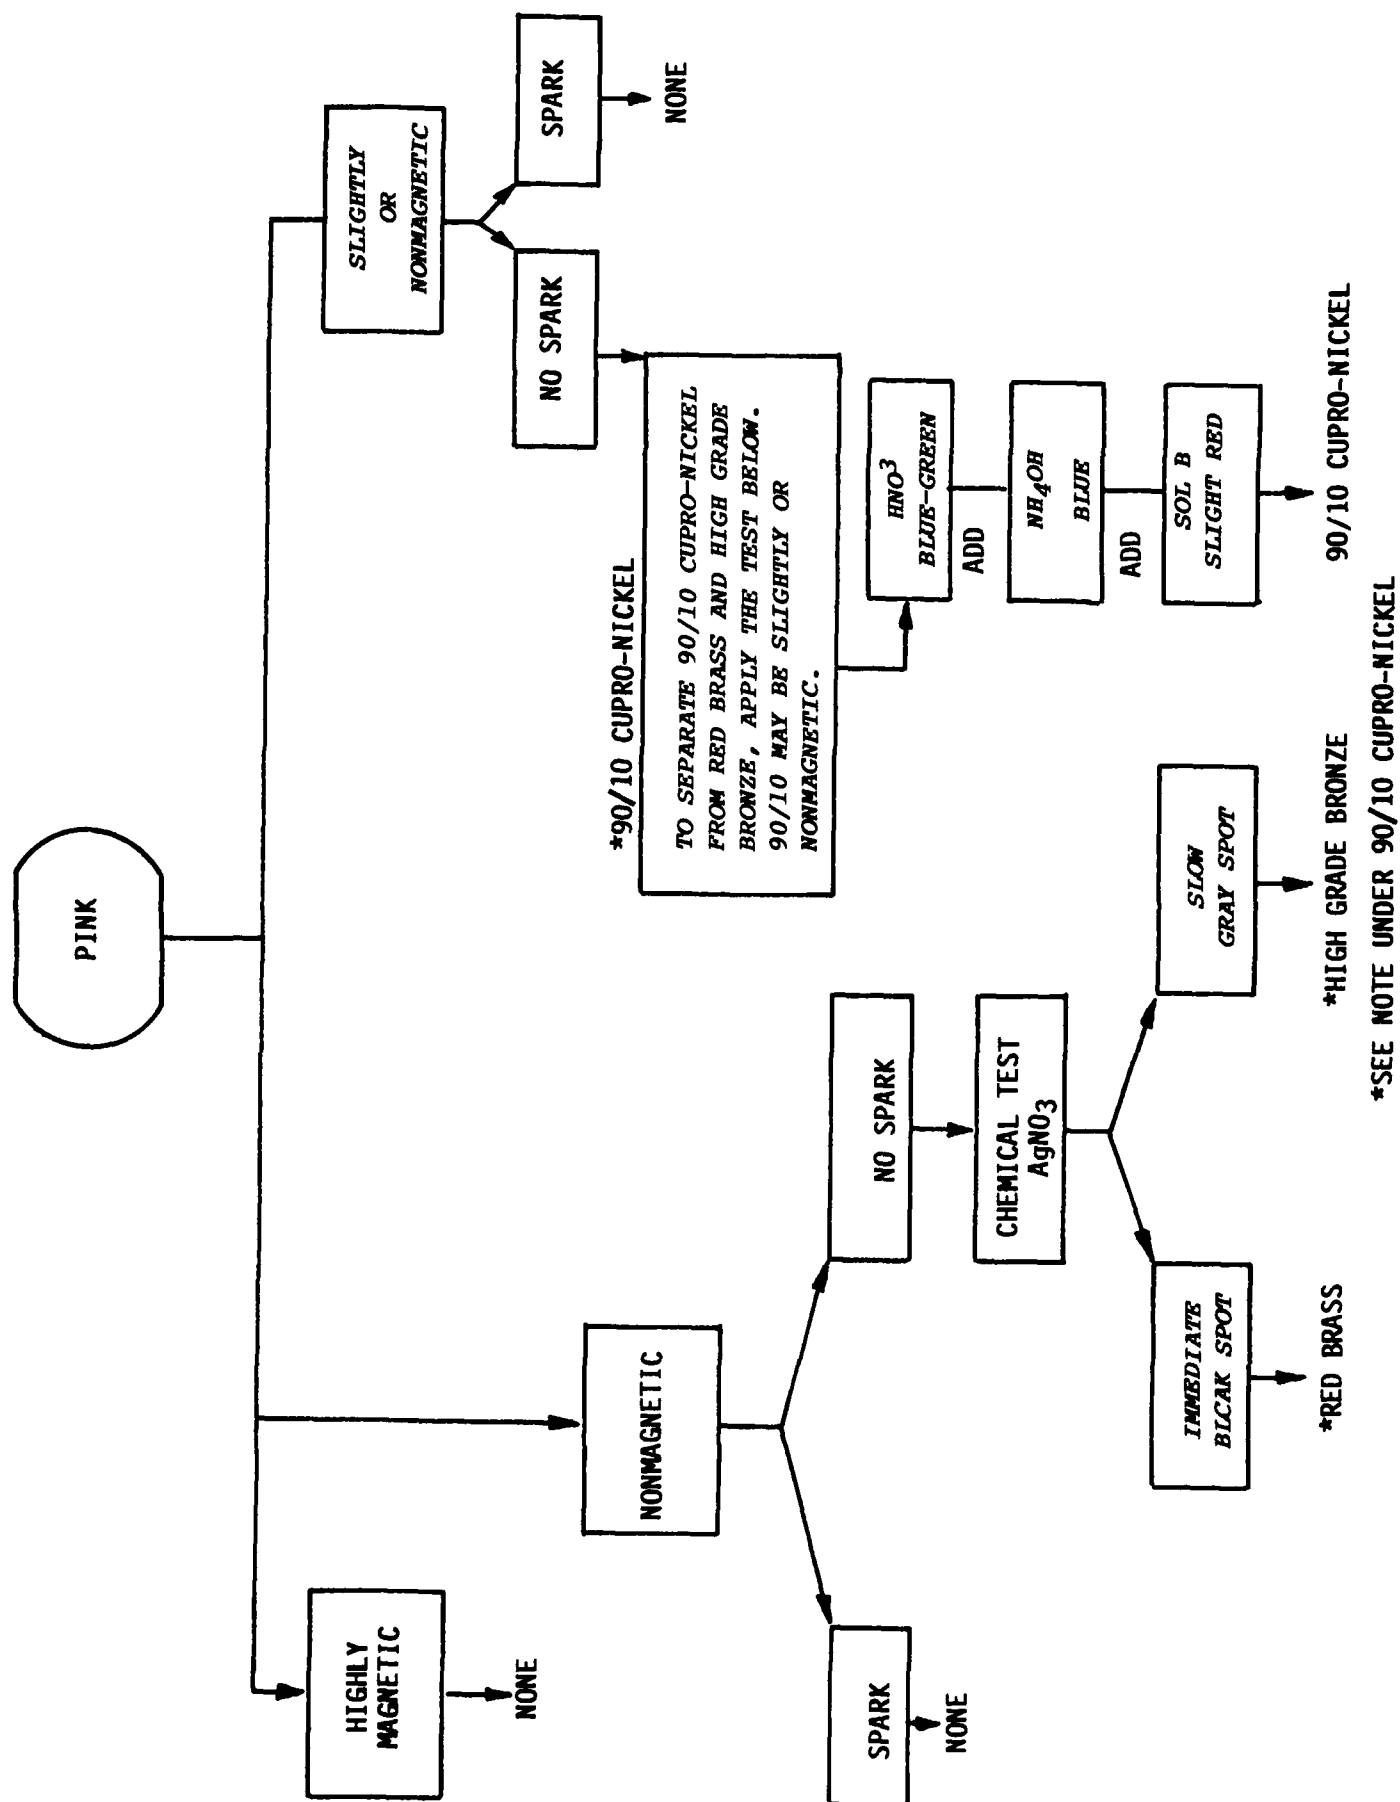 PINK
HIGHLY
MAGNETIC
NONE
NONMAGNETIC
SPARK
NONE
NO SPARK
CHEMICAL TEST
AgNO3
IMMEDIATE
BLCAK SPOT
*RED BRASS
SLOW
GRAY SPOT
*HIGH GRADE BRONZE
*SEE NOTE UNDER 90/10 CUPRO-NICKEL
SLIGHTLY
OR
NONMAGNETIC
NO SPARK
SPARK
NONE
*90/10 CUPRO-NICKEL
TO SEPARATE 90/10 CUPRO-NICKEL
FROM RED BRASS AND HIGH GRADE
BRONZE, APPLY THE TEST BELOW.
90/10 MAY BE SLIGHTLY OR
NONMAGNETIC.
HNO3
BLUE-GREEN
ADD
NH4OH
BLUE
ADD
SOL B
SLIGHT RED
90/10 CUPRO-NICKEL